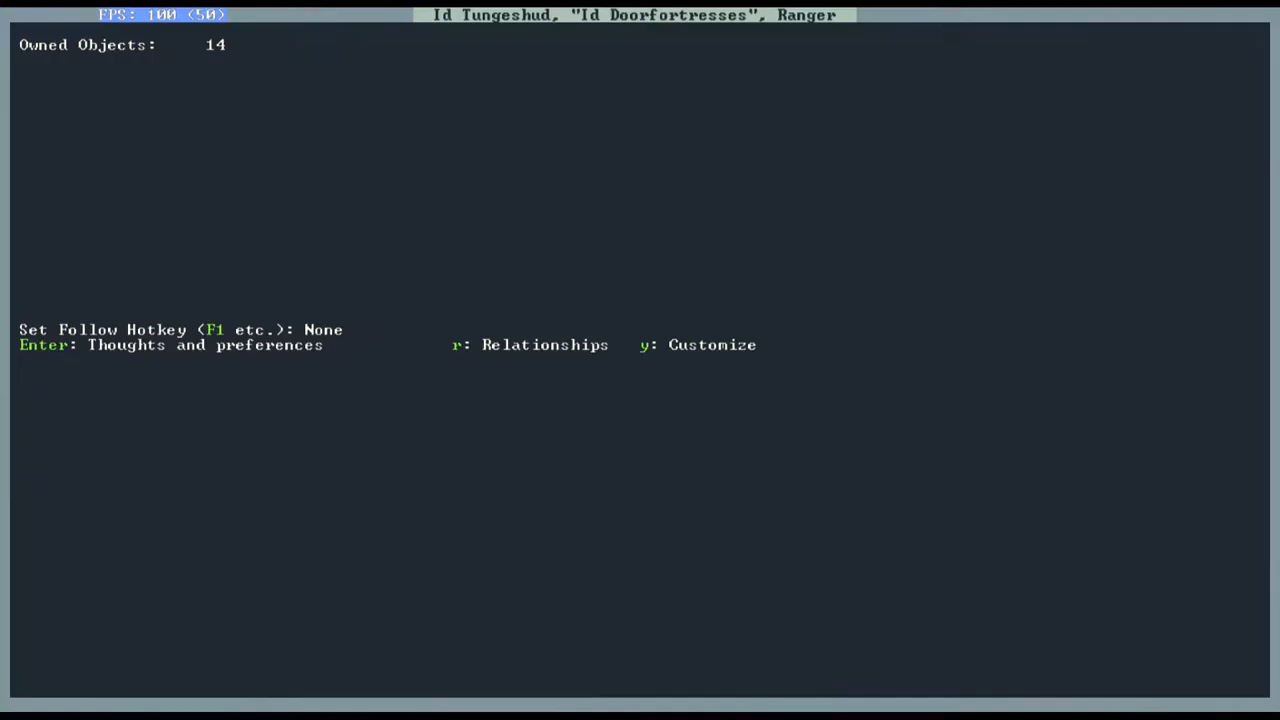 FPS: 100 (50)
Id Tungeshud, "Id Doorfortresses", Ranger
Owned Objects: 14
Set Follow Hotkey (F1 etc.): None
Enter: Thoughts and preferences r: Relationships y: Customize